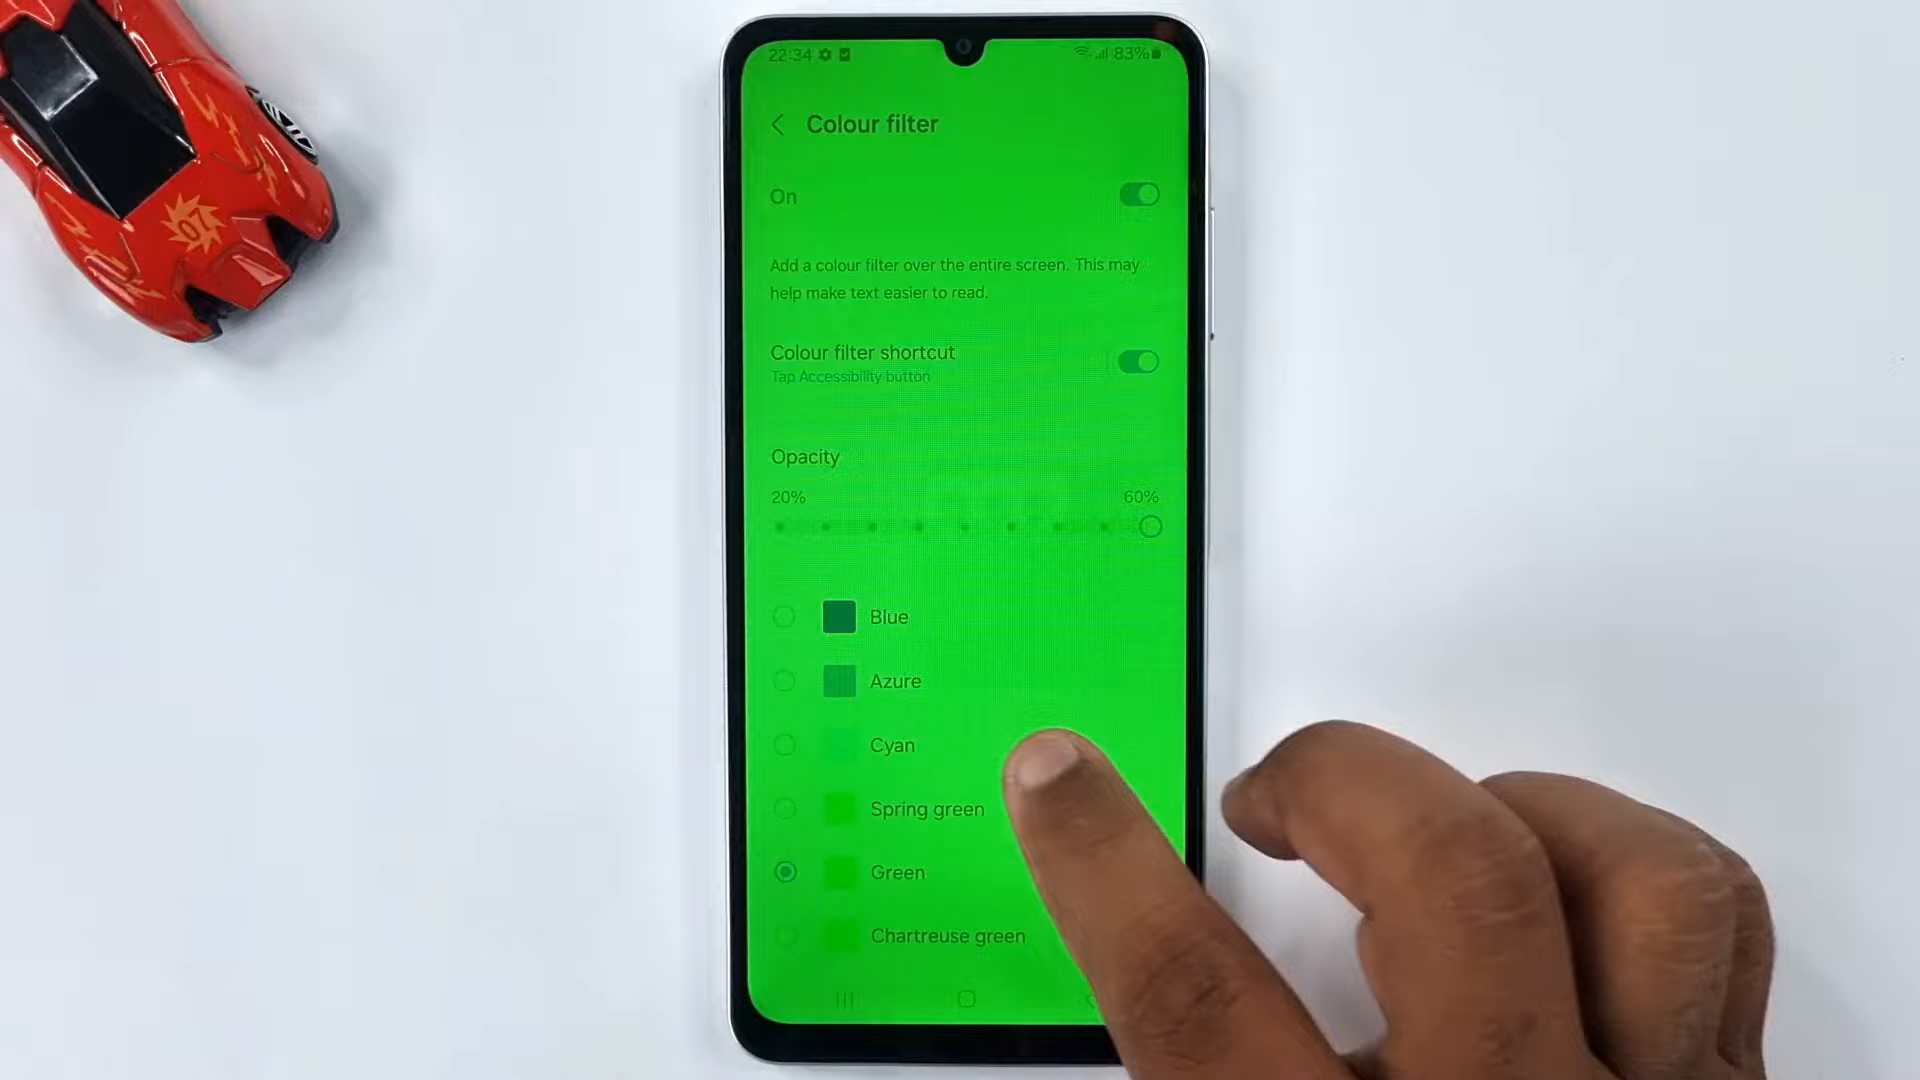 22:34 83%
Colour filter
On
Add a colour filter over the entire screen. This may
help make text easier to read.
Colour filter shortcut
Tap Accessibility button
Opacity
20% 60%
Blue
Azure
Cyan
Spring green
Green
Chartreuse green
07